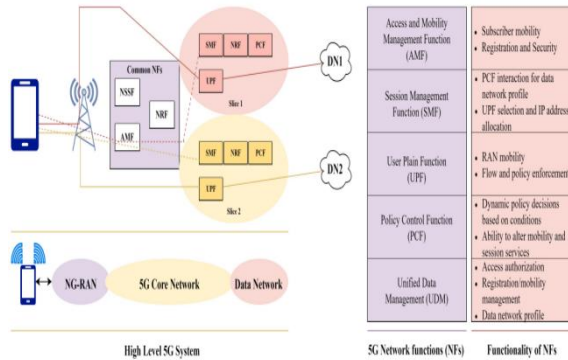 Common NFs
NSSF
NRF
AMF
SMF
NRF
PCF
UPF
Slice 1
DN1
SMF
NRF
PCF
UPF
Slice 2
DN2
NG-RAN
5G Core Network
Data Network
High Level 5G System
Access and Mobility
Management Function
(AMF)
• Subscriber mobility
• Registration and Security
Session Management
Function (SMF)
• PCF interaction for data
network profile
• UPF selection and IP address
allocation
User Plain Function
(UPF)
• RAN mobility
• Flow and policy enforcement
Policy Control Function
(PCF)
• Dynamic policy decisions
based on conditions
• Ability to alter mobility and
session services
Unified Data
Management (UDM)
• Access authorization
• Registration/mobility
management
• Data network profile
5G Network functions (NFs)
Functionality of NFs